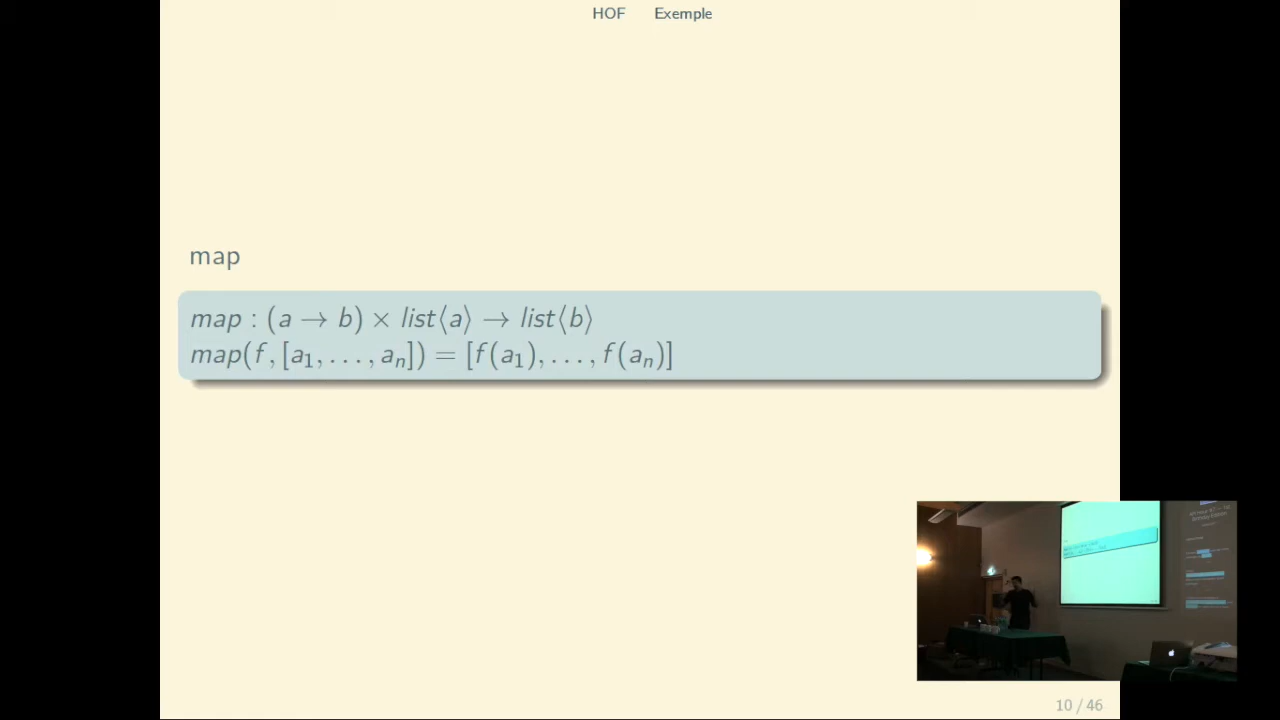 HOF Exemple
map
map : (a → b) × list⟨a⟩ → list⟨b⟩
map(f, [a₁, . . . , aₙ]) = [f(a₁), . . . , f(aₙ)]
10 / 46